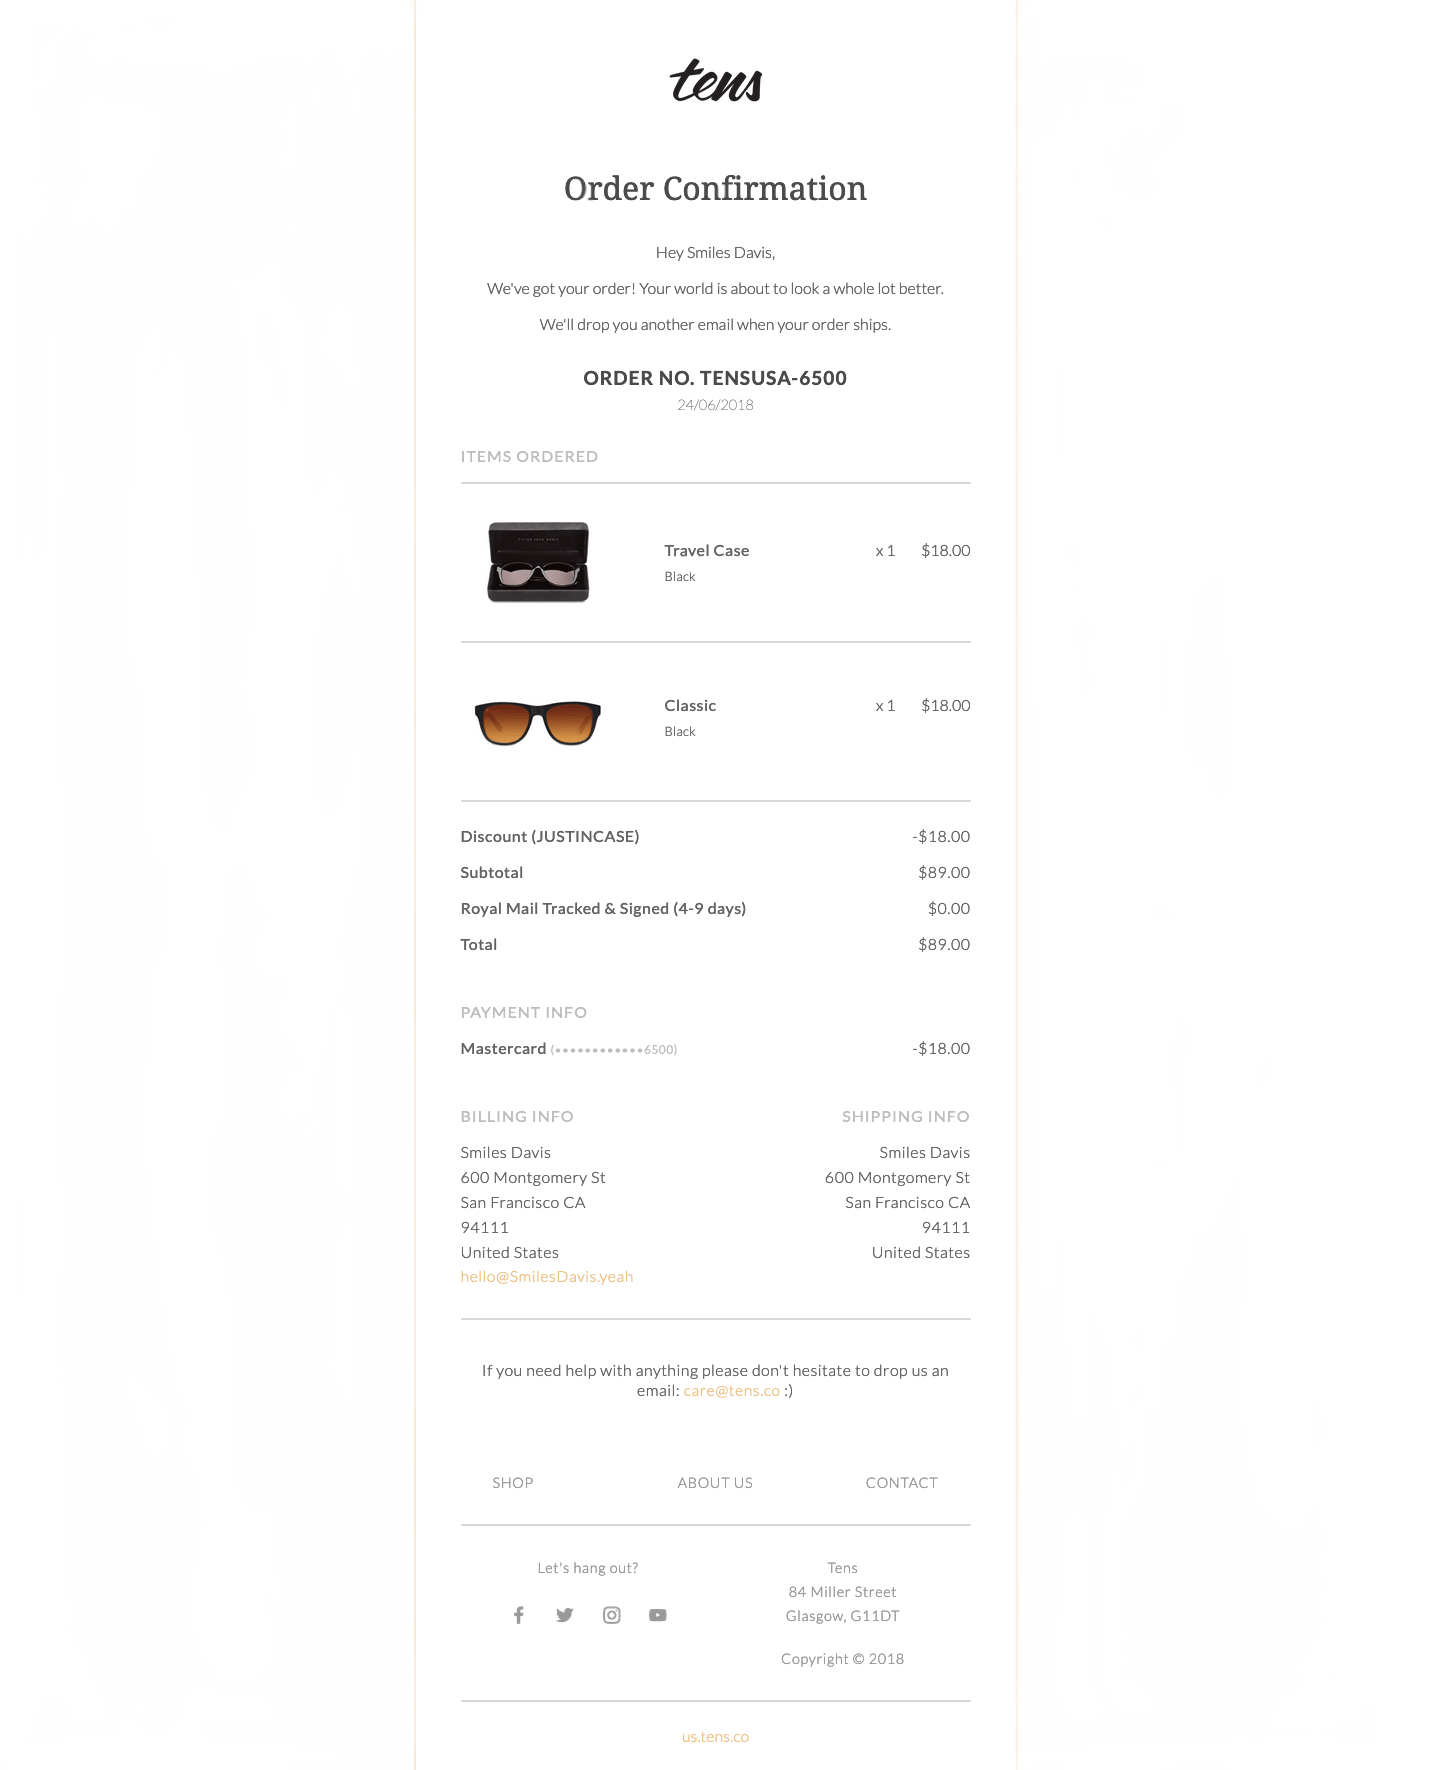 tens
Order Confirmation
Hey Smiles Davis,
We've got your order! Your world is about to look a whole lot better.
We'll drop you another email when your order ships.
ORDER NO. TENSUSA-6500
24/06/2018
ITEMS ORDERED
Travel Case x 1 $18.00
Black
Classic x 1 $18.00
Black
Discount (JUSTINCASE) -$18.00
Subtotal $89.00
Royal Mail Tracked & Signed (4-9 days) $0.00
Total $89.00
PAYMENT INFO
Mastercard (••••••••••••6500) -$18.00
BILLING INFO
Smiles Davis
600 Montgomery St
San Francisco CA
94111
United States
hello@SmilesDavis.yeah
SHIPPING INFO
Smiles Davis
600 Montgomery St
San Francisco CA
94111
United States
If you need help with anything please don't hesitate to drop us an
email: care@tens.co :)
SHOP ABOUT US CONTACT
Let's hang out?
Tens
84 Miller Street
Glasgow, G11DT
Copyright © 2018
us.tens.co